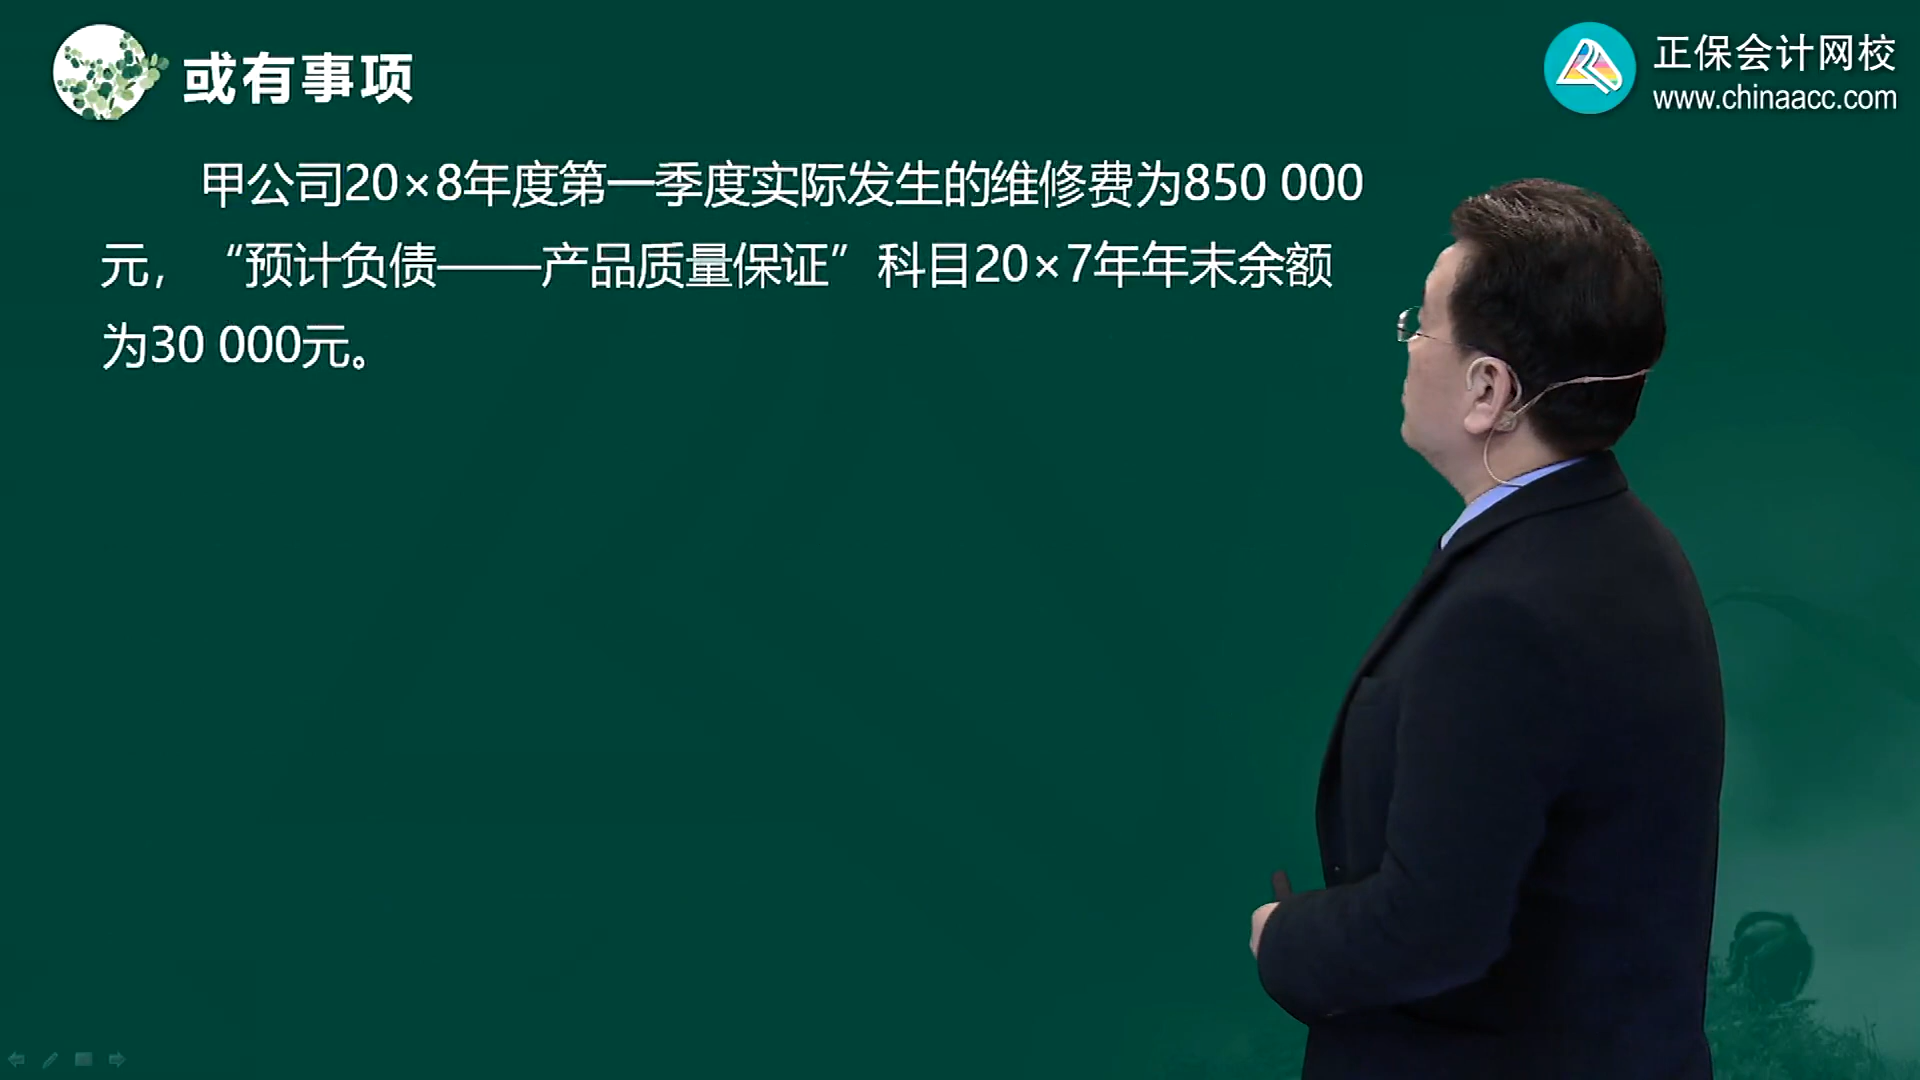 或有事项
正保会计网校
www.chinaacc.com
甲公司20×8年度第一季度实际发生的维修费为850 000
元，“预计负债——产品质量保证”科目20×7年年末余额
为30 000元。